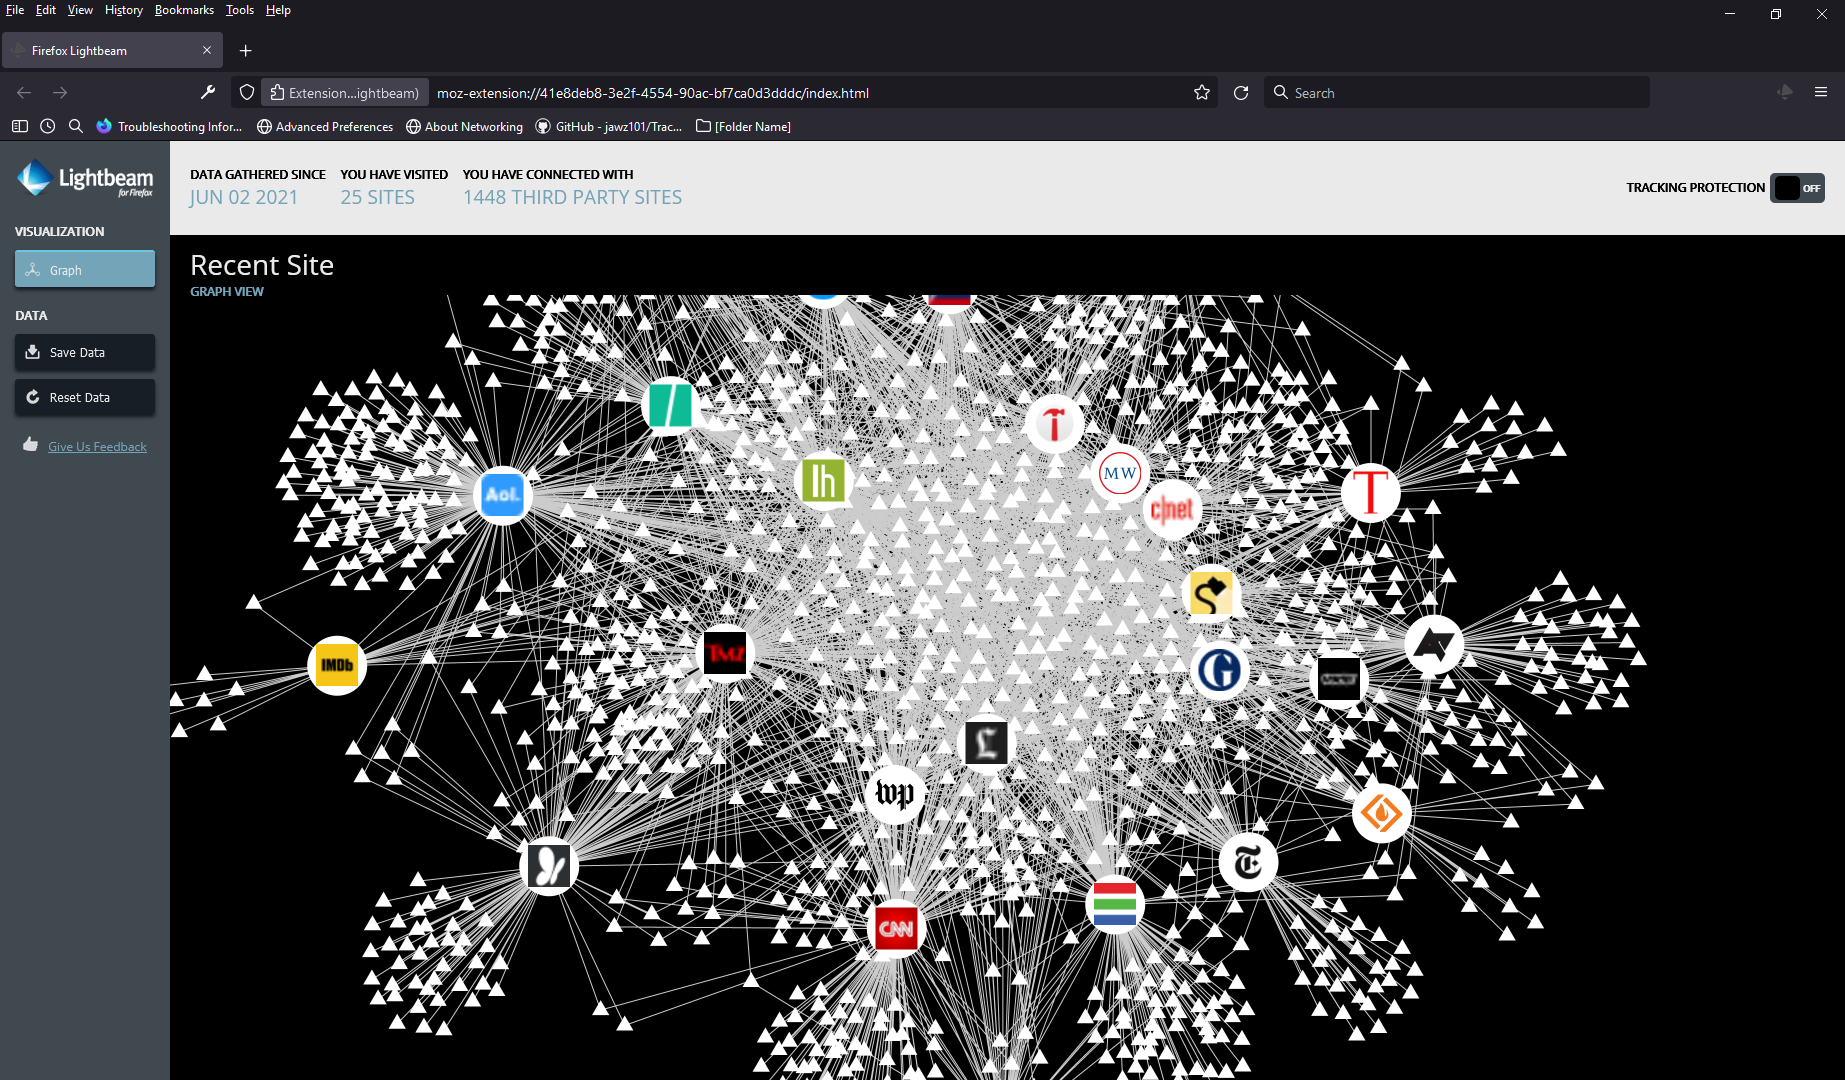 File Edit View History Bookmarks Tools Help
Firefox Lightbeam
Extension...ightbeam) moz-extension://41e8deb8-3e2f-4554-90ac-bf7ca0d3dddc/index.html Search
Troubleshooting Infor... Advanced Preferences About Networking GitHub - jawz101/Trac... [Folder Name]
Lightbeam
for Firefox
DATA GATHERED SINCE YOU HAVE VISITED YOU HAVE CONNECTED WITH
JUN 02 2021 25 SITES 1448 THIRD PARTY SITES
TRACKING PROTECTION OFF
VISUALIZATION
Graph
DATA
Save Data
Reset Data
Give Us Feedback
Recent Site
GRAPH VIEW
T
MW
lh
T
Aol.
c|net
S
TMZ
IMDb
G
L
wp
T
CNN